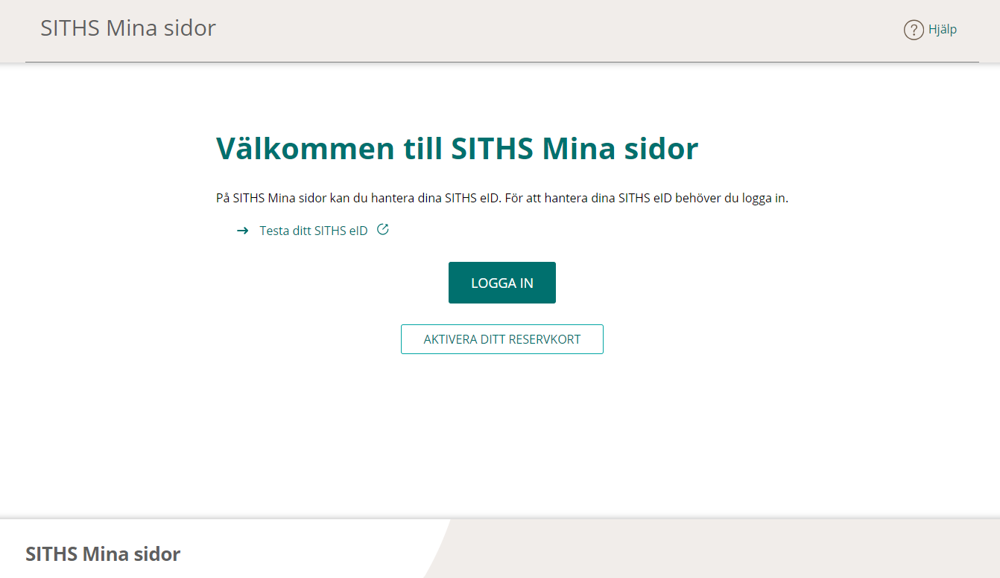 SITHS Mina sidor
Hjälp
Välkommen till SITHS Mina sidor
På SITHS Mina sidor kan du hantera dina SITHS eID. För att hantera dina SITHS eID behöver du logga in.
Testa ditt SITHS eID
LOGGA IN
AKTIVERA DITT RESERVKORT
SITHS Mina sidor